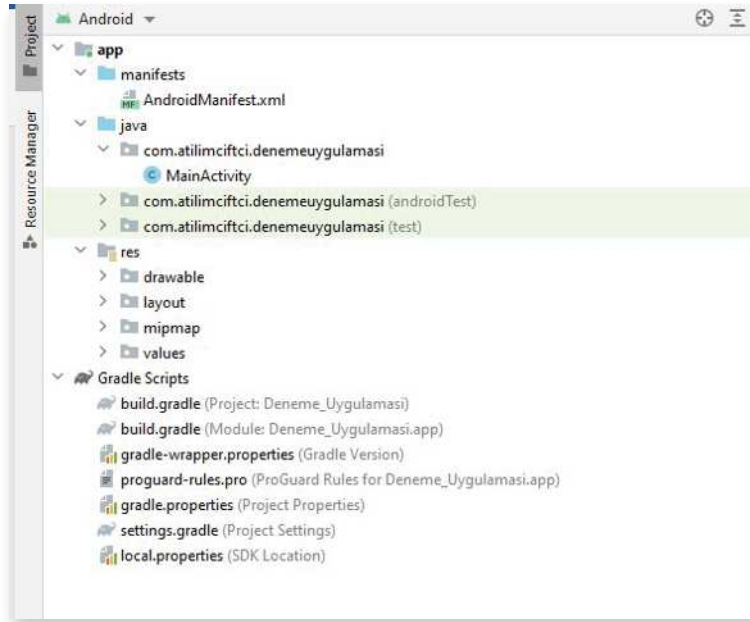 Project
Resource Manager
Android
app
manifests
MF
AndroidManifest.xml
java
com.atilimciftci.denemeuygulamasi
C MainActivity
com.atilimciftci.denemeuygulamasi (androidTest)
com.atilimciftci.denemeuygulamasi (test)
res
drawable
layout
mipmap
values
Gradle Scripts
build.gradle (Project: Deneme_Uygulamasi)
build.gradle (Module: Deneme_Uygulamasi.app)
gradle-wrapper.properties (Gradle Version)
proguard-rules.pro (ProGuard Rules for Deneme_Uygulamasi.app)
gradle.properties (Project Properties)
settings.gradle (Project Settings)
local.properties (SDK Location)